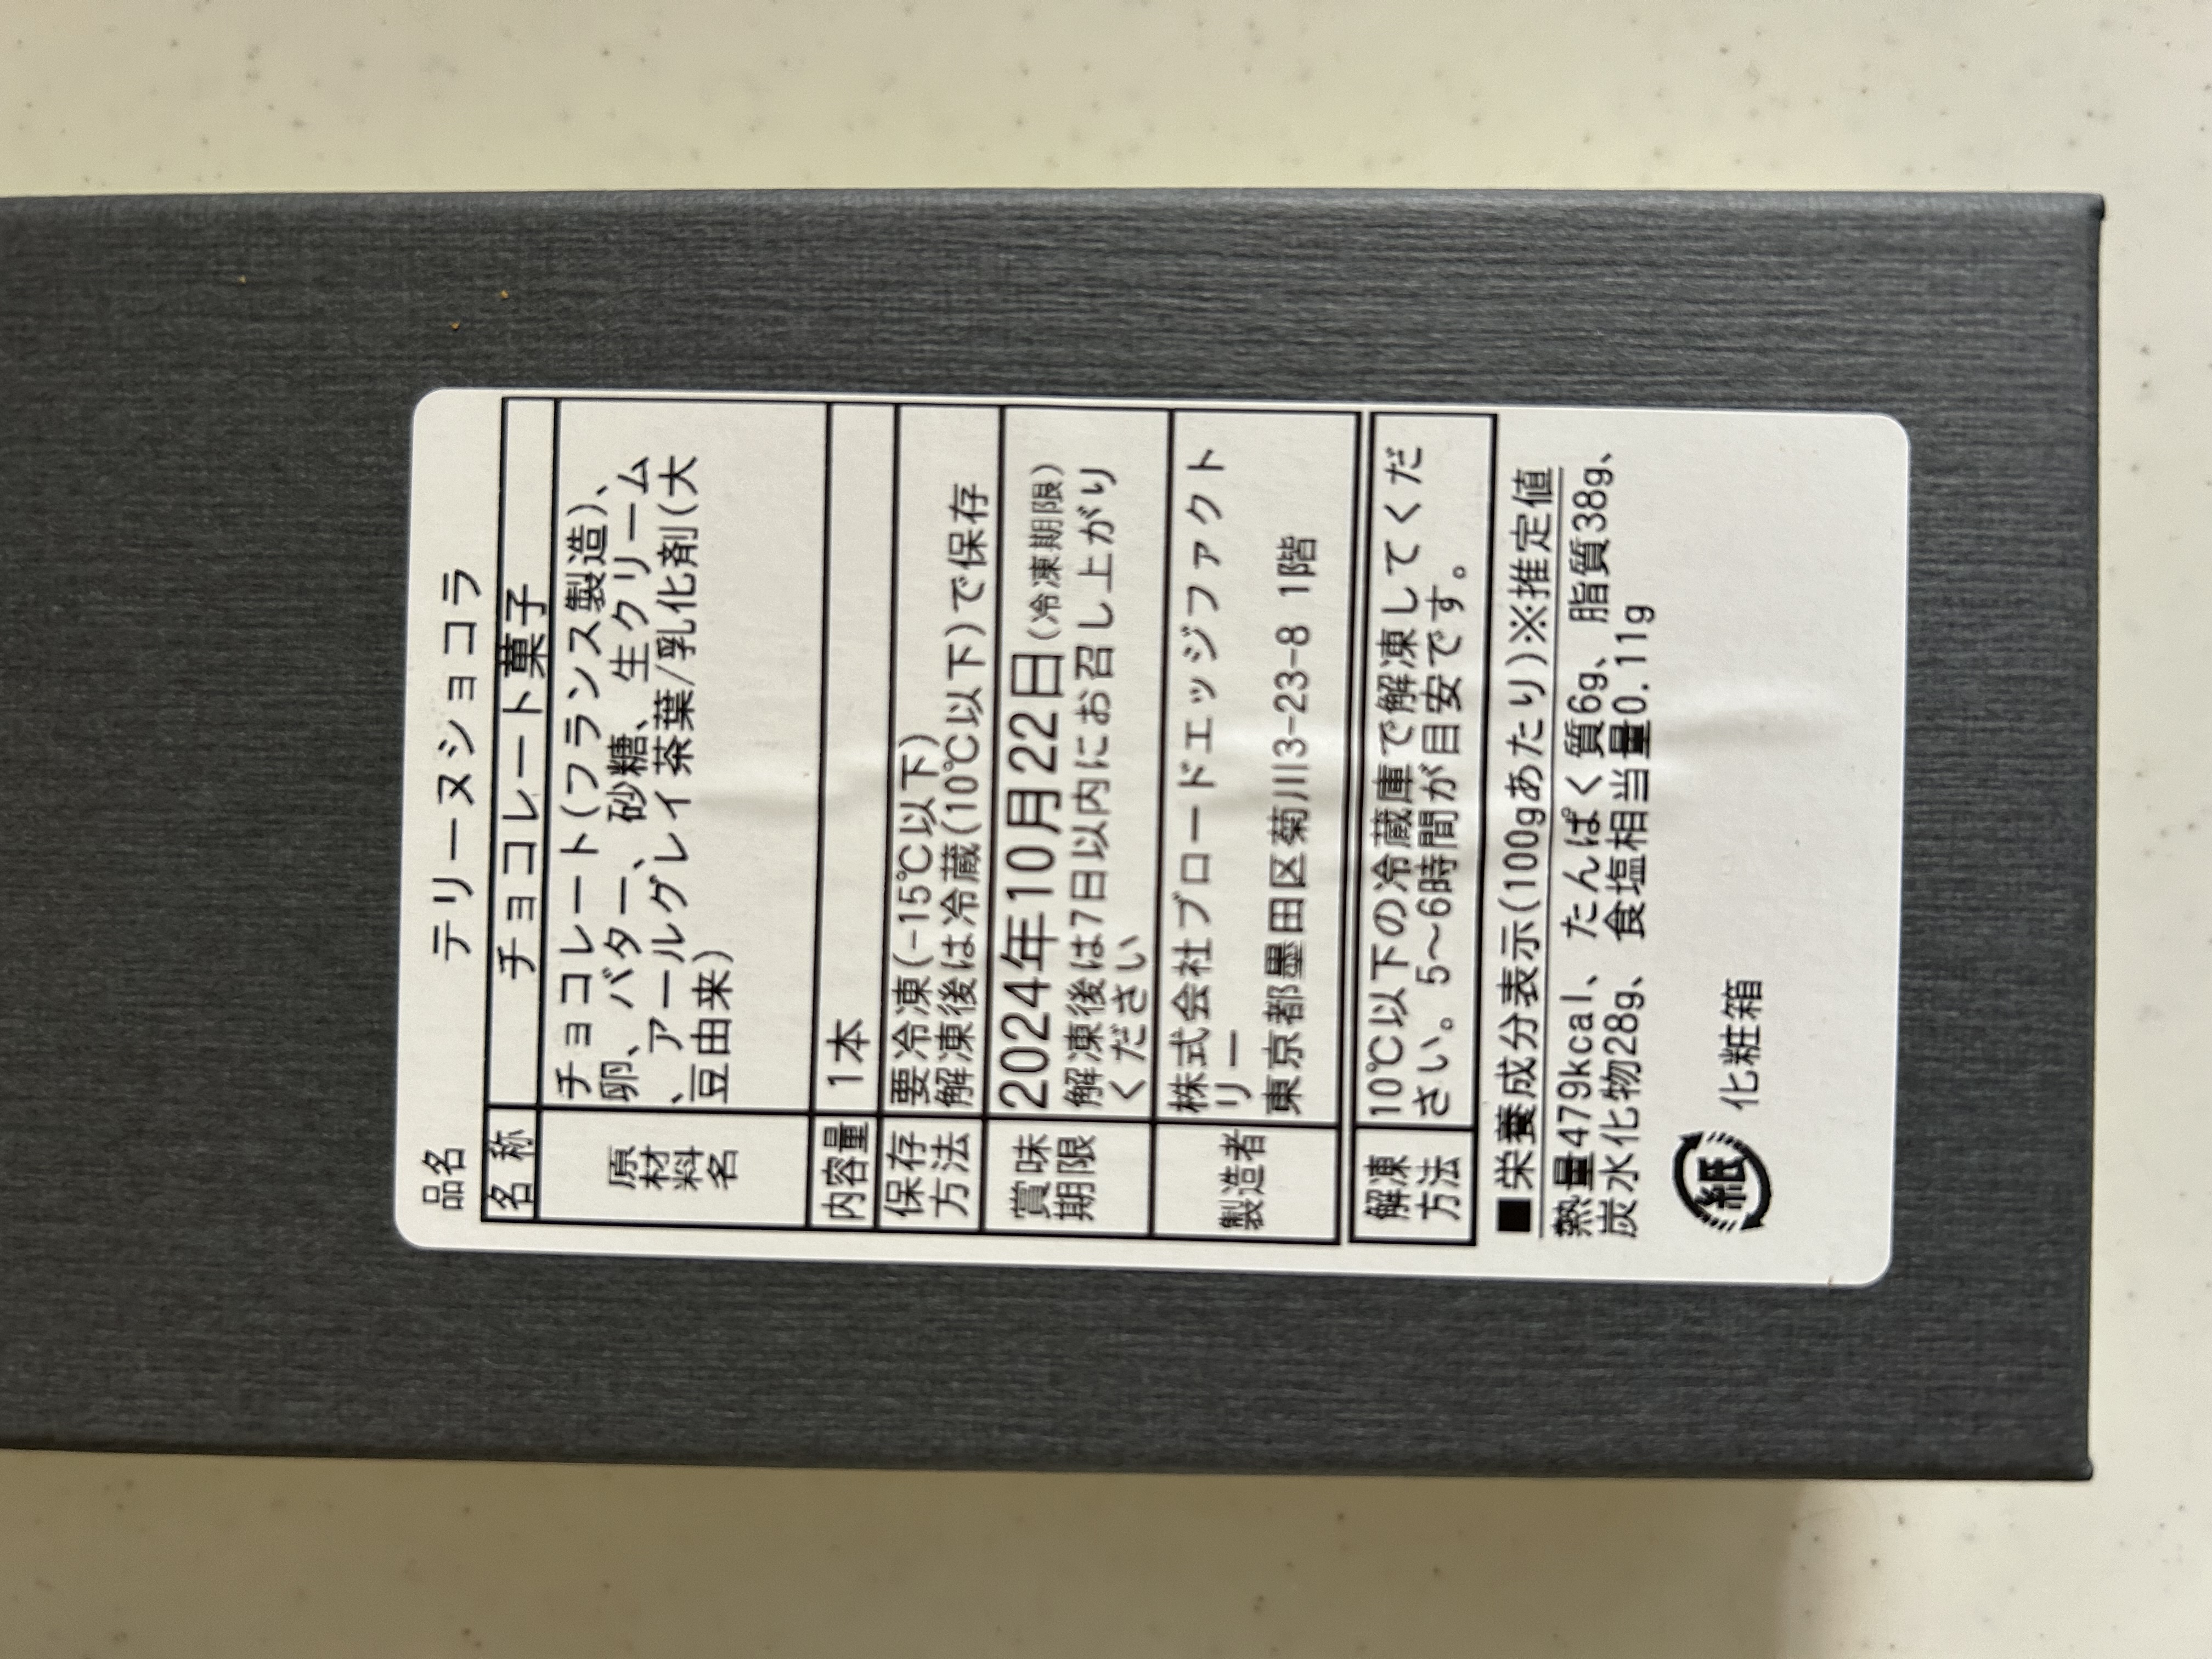 品名 テリーヌショコラ
名称 チョコレート菓子
原材料名 チョコレート(フランス製造)、
卵、バター、砂糖、生クリーム
、アールグレイ茶葉/乳化剤(大
豆由来)
内容量 1本
保存方法 要冷凍(-15℃以下)
解凍後は冷蔵(10℃以下)で保存
賞味期限 2024年10月22日(冷凍期限)
解凍後は7日以内にお召し上がり
ください
製造者 株式会社ブロードエッジファクト
リー
東京都墨田区菊川3-23-8 1階
解凍方法 10℃以下の冷蔵庫で解凍してくだ
さい。5～6時間が目安です。
■栄養成分表示(100gあたり)※推定値
熱量479kcal、たんぱく質6g、脂質38g、
炭水化物28g、食塩相当量0.11g
紙 化粧箱